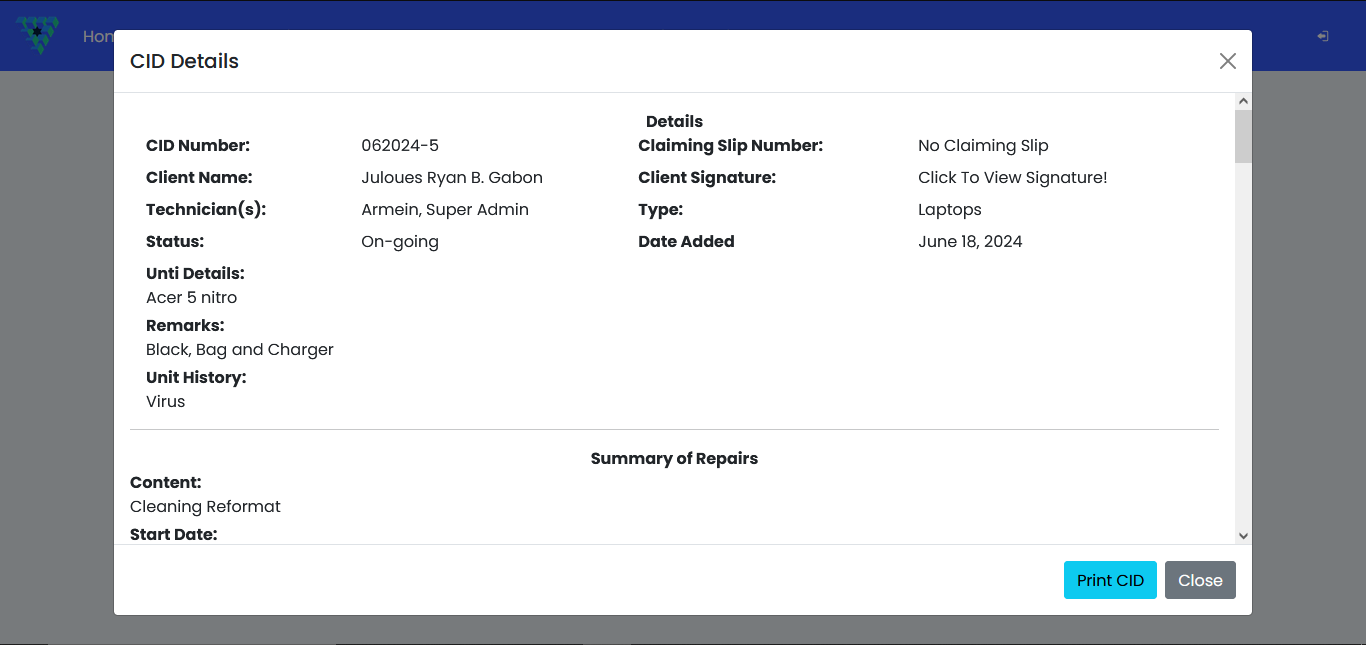 Hon
CID Details
Details
CID Number: 062024-5 Claiming Slip Number: No Claiming Slip
Client Name: Juloues Ryan B. Gabon Client Signature: Click To View Signature!
Technician(s): Armein, Super Admin Type: Laptops
Status: On-going Date Added June 18, 2024
Unti Details:
Acer 5 nitro
Remarks:
Black, Bag and Charger
Unit History:
Virus
Summary of Repairs
Content:
Cleaning Reformat
Start Date:
Print CID Close